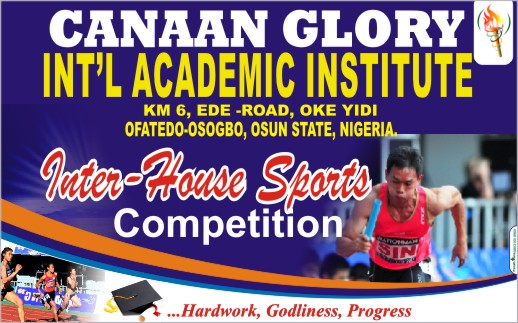 CANAAN GLORY
INT'L ACADEMIC INSTITUTE
KM 6, EDE -ROAD, OKE YIDI
OFATEDO-OSOGBO, OSUN STATE, NIGERIA.
Inter-House Sports
Competition
SIN
...Hardwork, Godliness, Progress